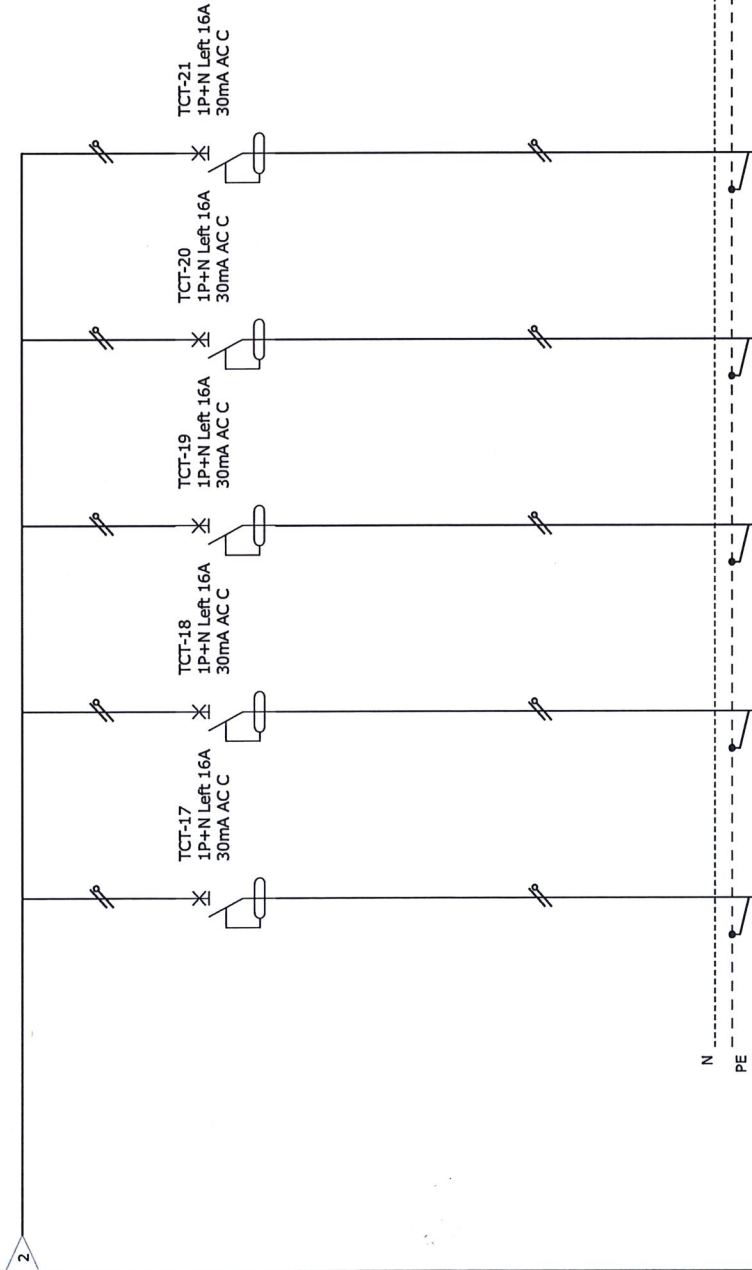 2
TCT-17
1P+N Left 16A
30mA AC C
TCT-18
1P+N Left 16A
30mA AC C
TCT-19
1P+N Left 16A
30mA AC C
TCT-20
1P+N Left 16A
30mA AC C
TCT-21
1P+N Left 16A
30mA AC C
N
PE